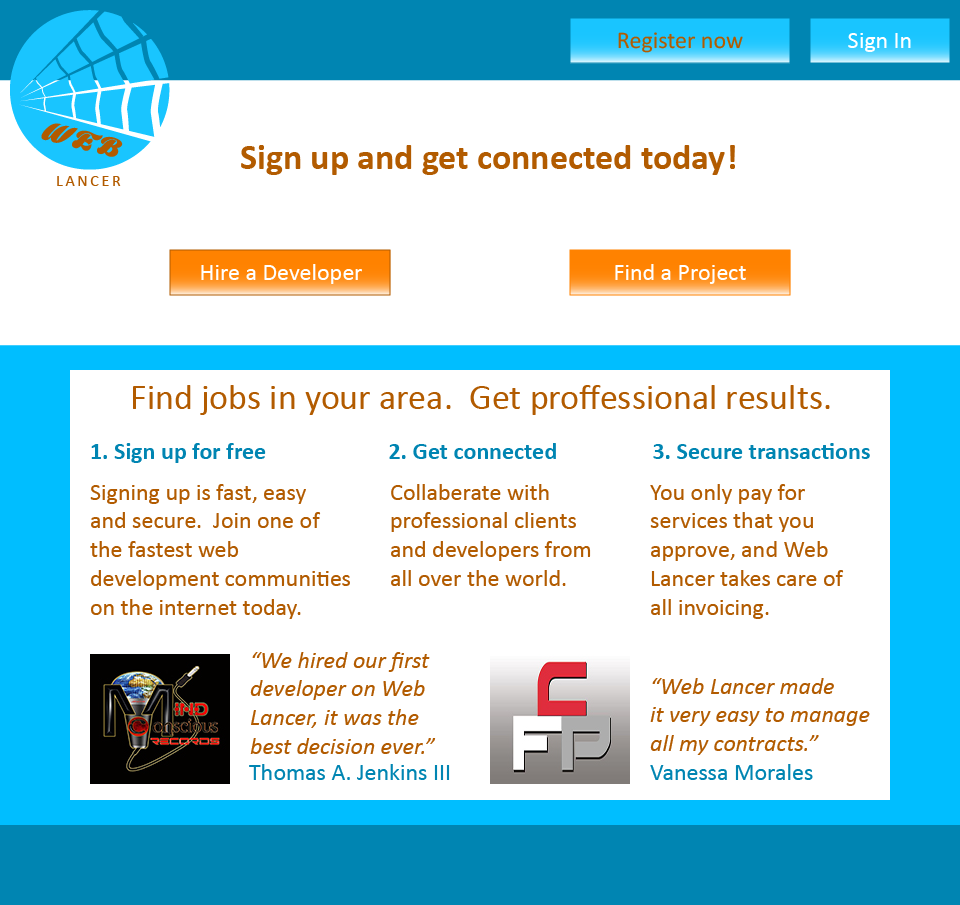 Register now
Sign In
WEB
LANCER
Sign up and get connected today!
Hire a Developer
Find a Project
Find jobs in your area.  Get proffessional results.
1. Sign up for free
Signing up is fast, easy
and secure.  Join one of
the fastest web
development communities
on the internet today.
2. Get connected
Collaberate with
professional clients
and developers from
all over the world.
3. Secure transactions
You only pay for
services that you
approve, and Web
Lancer takes care of
all invoicing.
MIND
Conscious
RECORDS
“We hired our first
developer on Web
Lancer, it was the
best decision ever.”
Thomas A. Jenkins III
C
FP
“Web Lancer made
it very easy to manage
all my contracts.”
Vanessa Morales